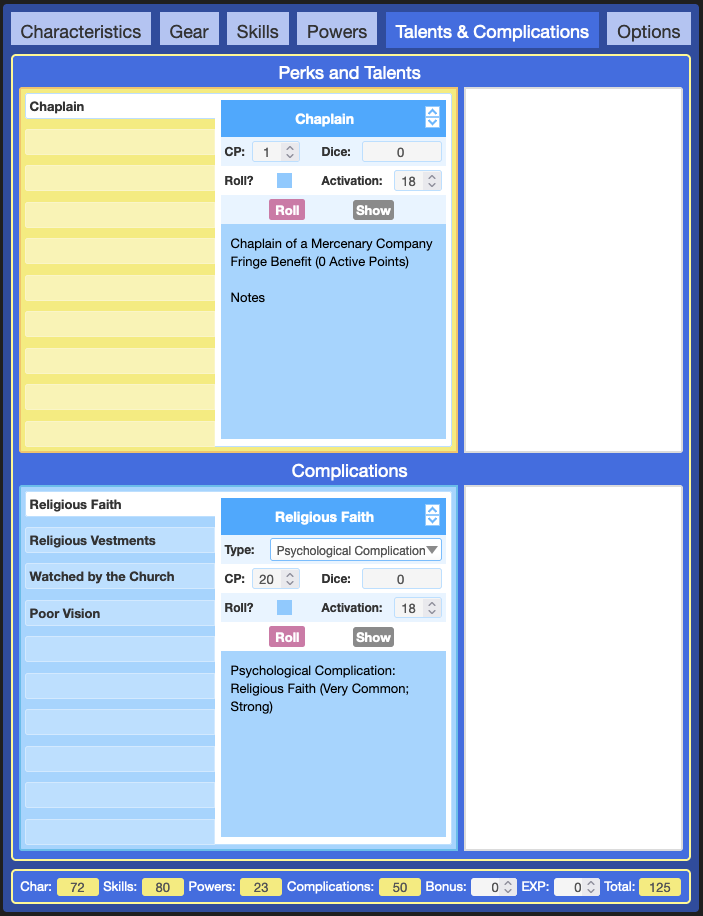 Characteristics Gear Skills Powers Talents & Complications Options
Perks and Talents
Chaplain
Chaplain
CP: 1 Dice: 0
Roll? Activation: 18
Roll Show
Chaplain of a Mercenary Company
Fringe Benefit (0 Active Points)
Notes
Complications
Religious Faith
Religious Vestments
Watched by the Church
Poor Vision
Religious Faith
Type: Psychological Complication
CP: 20 Dice: 0
Roll? Activation: 18
Roll Show
Psychological Complication:
Religious Faith (Very Common;
Strong)
Char: 72 Skills: 80 Powers: 23 Complications: 50 Bonus: 0 EXP: 0 Total: 125